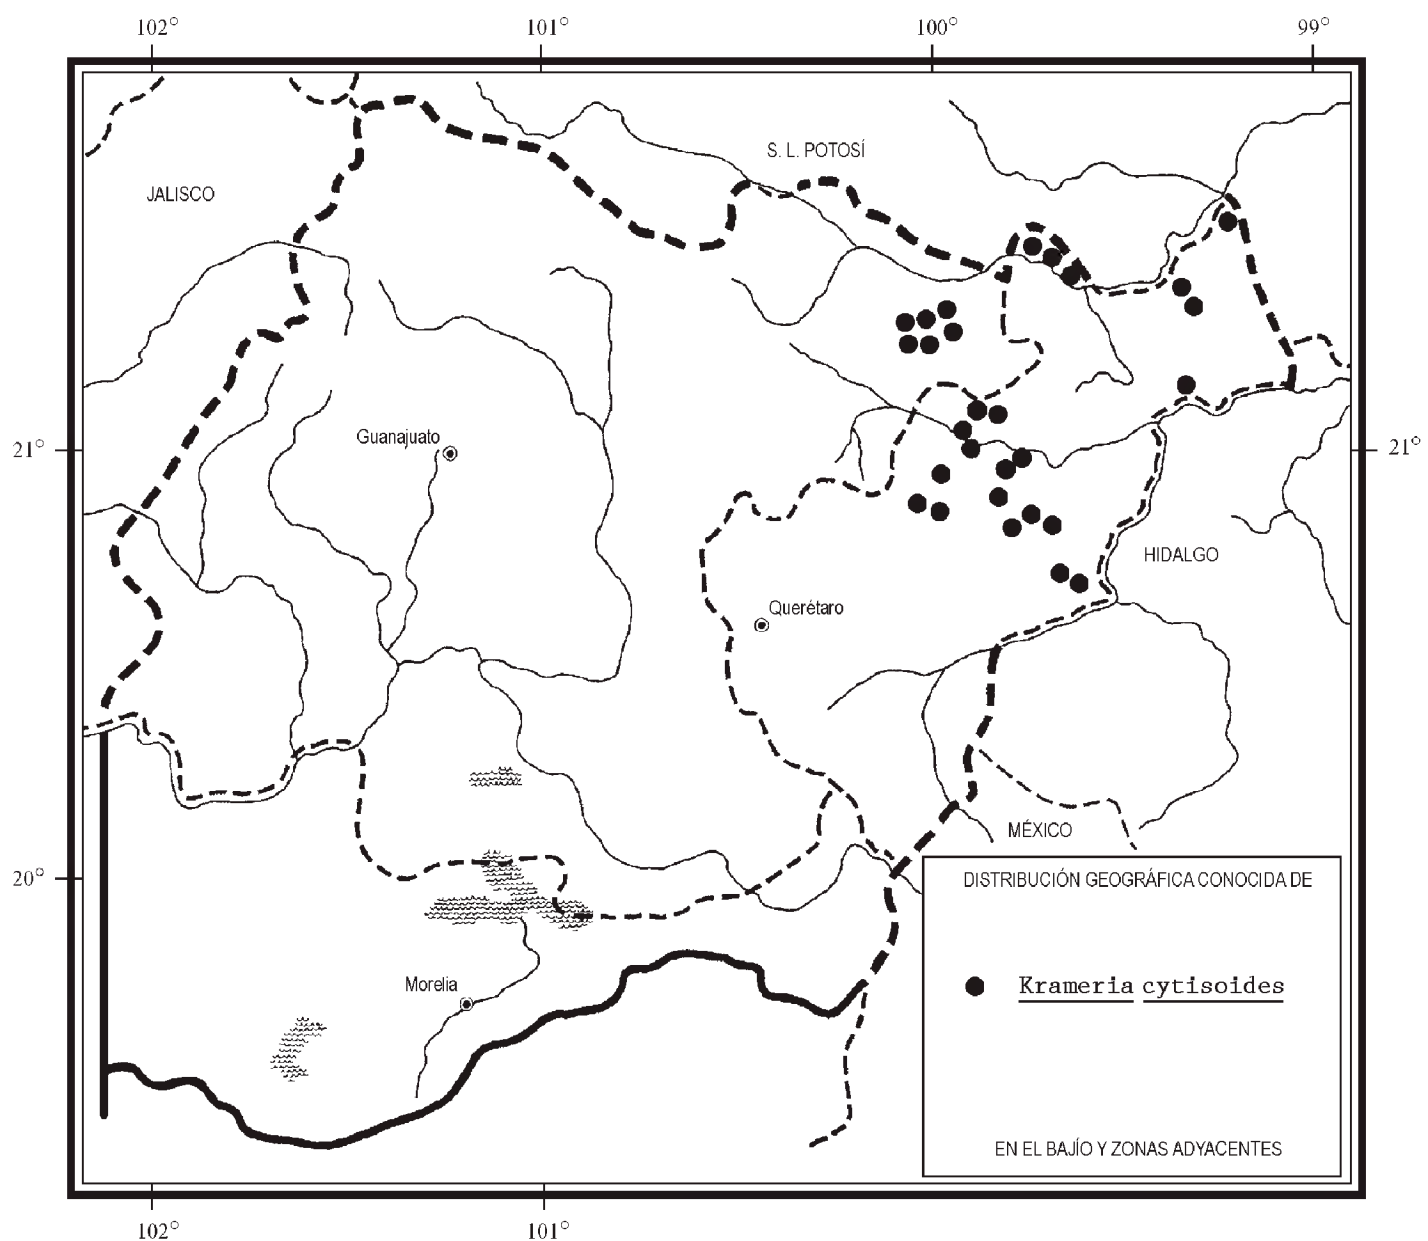 102° 101° 100° 99°
S. L. POTOSÍ
JALISCO
Guanajuato
21° 21°
HIDALGO
Querétaro
MÉXICO
20°
DISTRIBUCIÓN GEOGRÁFICA CONOCIDA DE
Krameria cytisoides
Morelia
EN EL BAJÍO Y ZONAS ADYACENTES
102° 101°